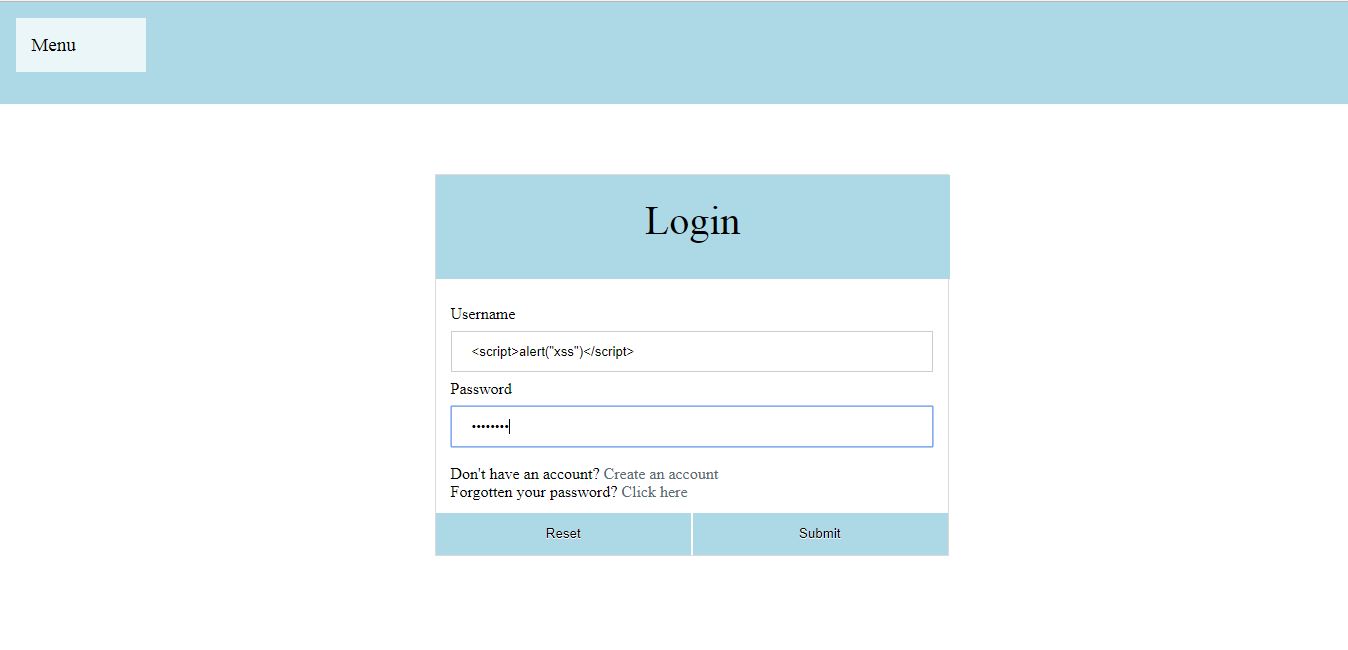 Menu
Login
Username
<script>alert("xss")</script>
Password
••••••••
Don't have an account? Create an account
Forgotten your password? Click here
Reset Submit